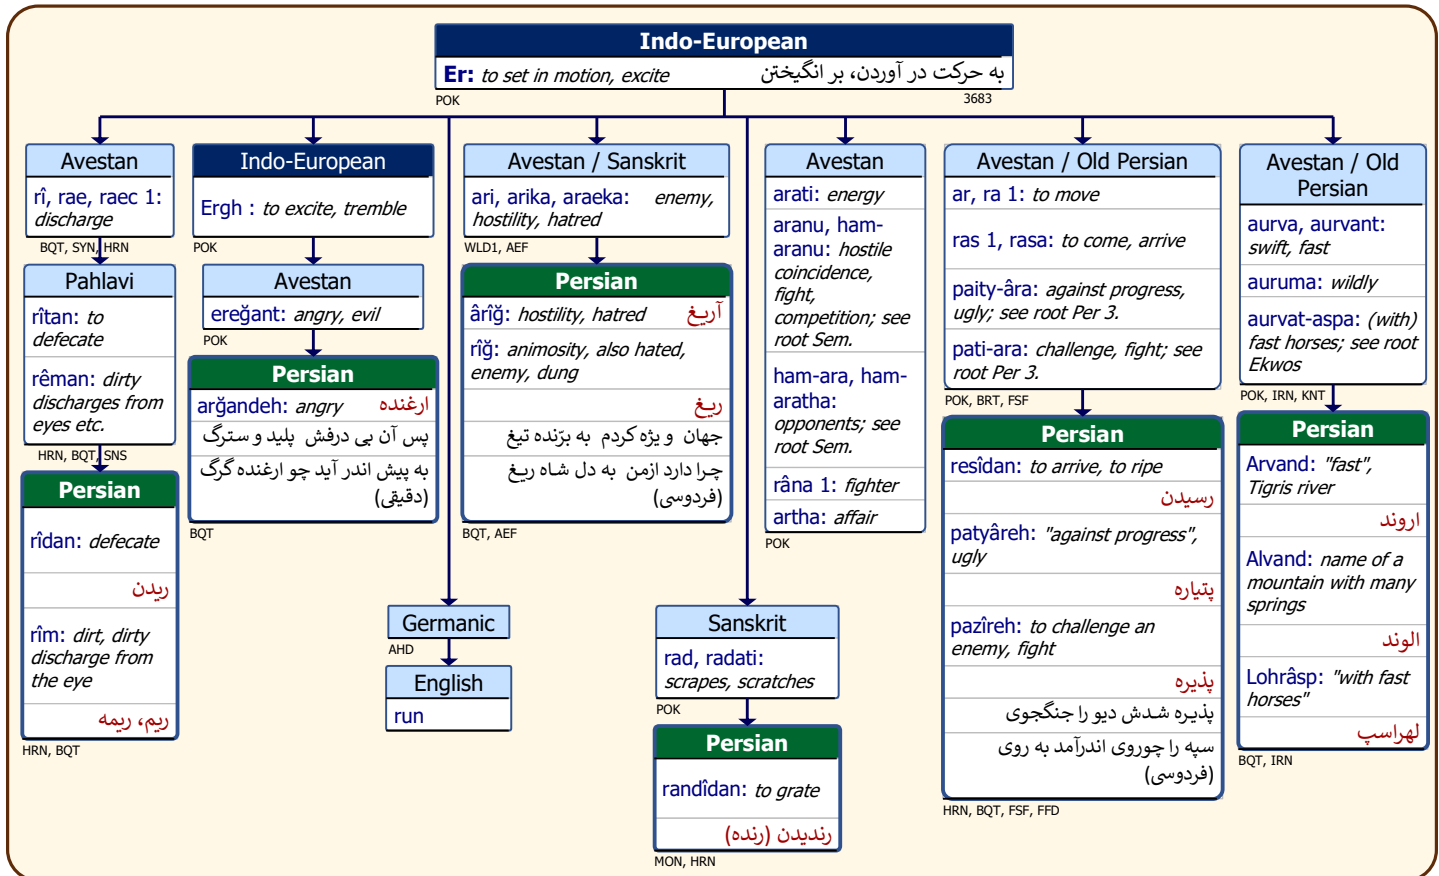 Indo-European
Er: to set in motion, excite به حرکت در آوردن، بر انگیختن
POK 3683
Avestan
rî, rae, raec 1:
discharge
BQT, SYN, HRN
Pahlavi
rîtan: to
defecate
rêman: dirty
discharges from
eyes etc.
HRN, BQT, SNS
Persian
rîdan: defecate
ریدن
rîm: dirt, dirty
discharge from
the eye
ریم، ریمه
HRN, BQT
Indo-European
Ergh : to excite, tremble
POK
Avestan
ereğant: angry, evil
POK
Persian
arğandeh: angry ارغنده
پس آن بی درفش پلید و سترگ
به پیش اندر آید چو ارغنده گرگ
(دقیقی)
BQT
Germanic
AHD
English
run
Avestan / Sanskrit
ari, arika, araeka: enemy,
hostility, hatred
WLD1, AEF
Persian
ârîğ: hostility, hatred آریغ
rîğ: animosity, also hated,
enemy, dung
ریغ
جهان ویژه کردم به برّنده تیغ
چرا دارد ازمن به دل شاه ریغ
(فردوسی)
BQT, AEF
Sanskrit
rad, radati:
scrapes, scratches
POK
Persian
randîdan: to grate
رندیدن (رنده)
MON, HRN
Avestan
arati: energy
aranu, ham-
aranu: hostile
coincidence,
fight,
competition; see
root Sem.
ham-ara, ham-
aratha:
opponents; see
root Sem.
râna 1: fighter
artha: affair
POK
Avestan / Old Persian
ar, ra 1: to move
ras 1, rasa: to come, arrive
paity-âra: against progress,
ugly; see root Per 3.
pati-ara: challenge, fight; see
root Per 3.
POK, BRT, FSF
Persian
resîdan: to arrive, to ripe
رسیدن
patyâreh: "against progress",
ugly
پتیاره
pazîreh: to challenge an
enemy, fight
پذیره
پذیره شدش دیو را جنگجوی
سپه را چوروی اندرآمد به روی
(فردوسی)
HRN, BQT, FSF, FFD
Avestan / Old
Persian
aurva, aurvant:
swift, fast
auruma: wildly
aurvat-aspa: (with)
fast horses; see root
Ekwos
POK, IRN, KNT
Persian
Arvand: "fast",
Tigris river
اروند
Alvand: name of a
mountain with many
springs
الوند
Lohrâsp: "with fast
horses"
لهراسپ
BQT, IRN